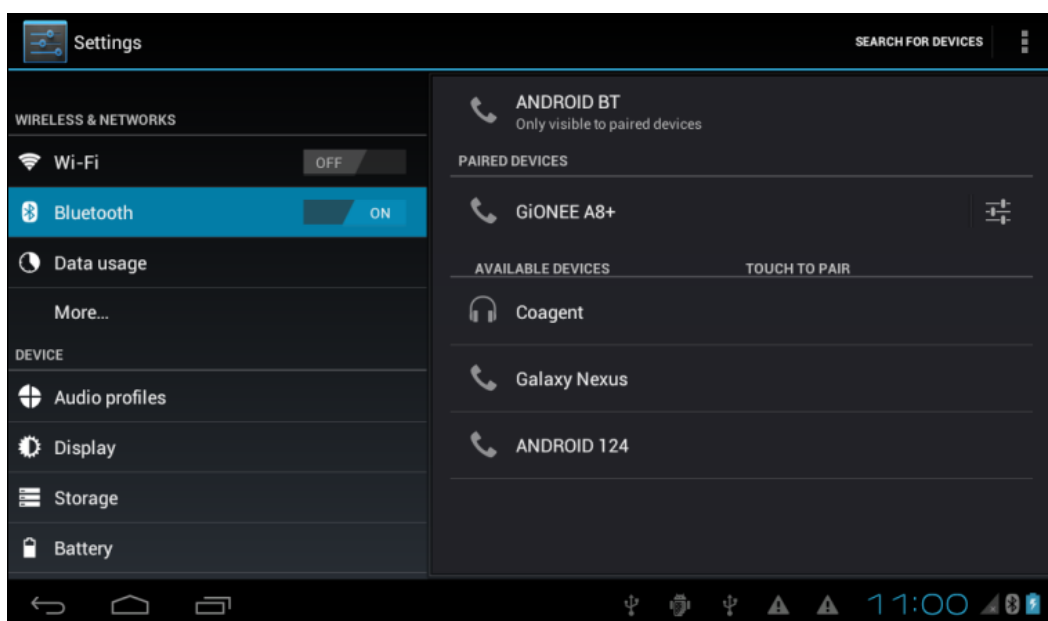 Settings
SEARCH FOR DEVICES
WIRELESS & NETWORKS
Wi-Fi OFF
Bluetooth ON
Data usage
More...
DEVICE
Audio profiles
Display
Storage
Battery
ANDROID BT
Only visible to paired devices
PAIRED DEVICES
GiONEE A8+
AVAILABLE DEVICES TOUCH TO PAIR
Coagent
Galaxy Nexus
ANDROID 124
11:00